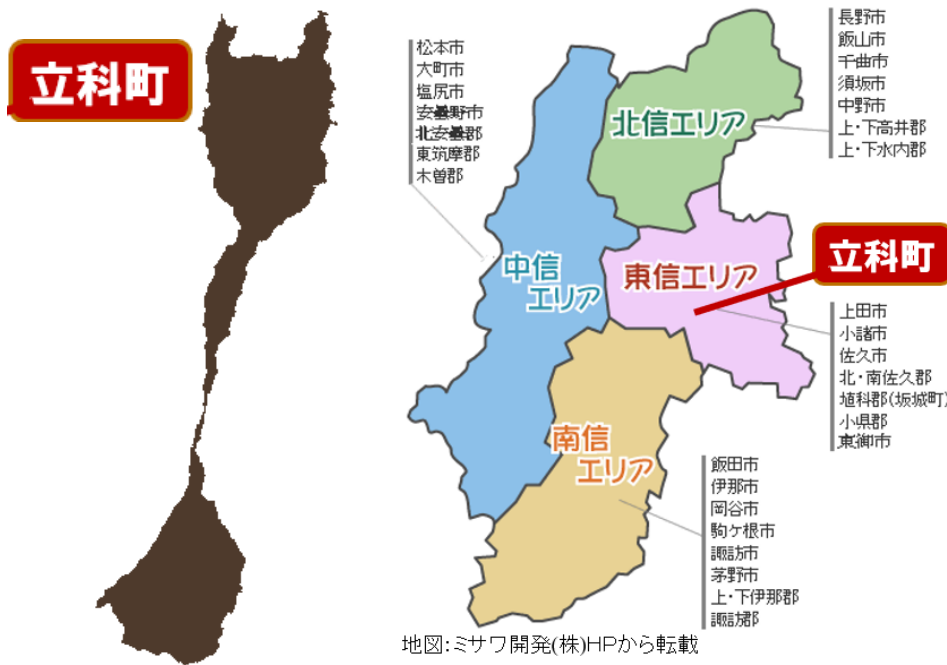 立科町
松本市
大町市
塩尻市
安曇野市
北安曇郡
東筑摩郡
木曽郡
長野市
飯山市
千曲市
須坂市
中野市
上・下高井郡
上・下水内郡
北信エリア
中信
エリア
東信エリア
立科町
上田市
小諸市
佐久市
北・南佐久郡
埴科郡(坂城町)
小県郡
東御市
南信
エリア
飯田市
伊那市
岡谷市
駒ヶ根市
諏訪市
茅野市
上・下伊那郡
諏訪郡
地図:ミサワ開発(株)HPから転載